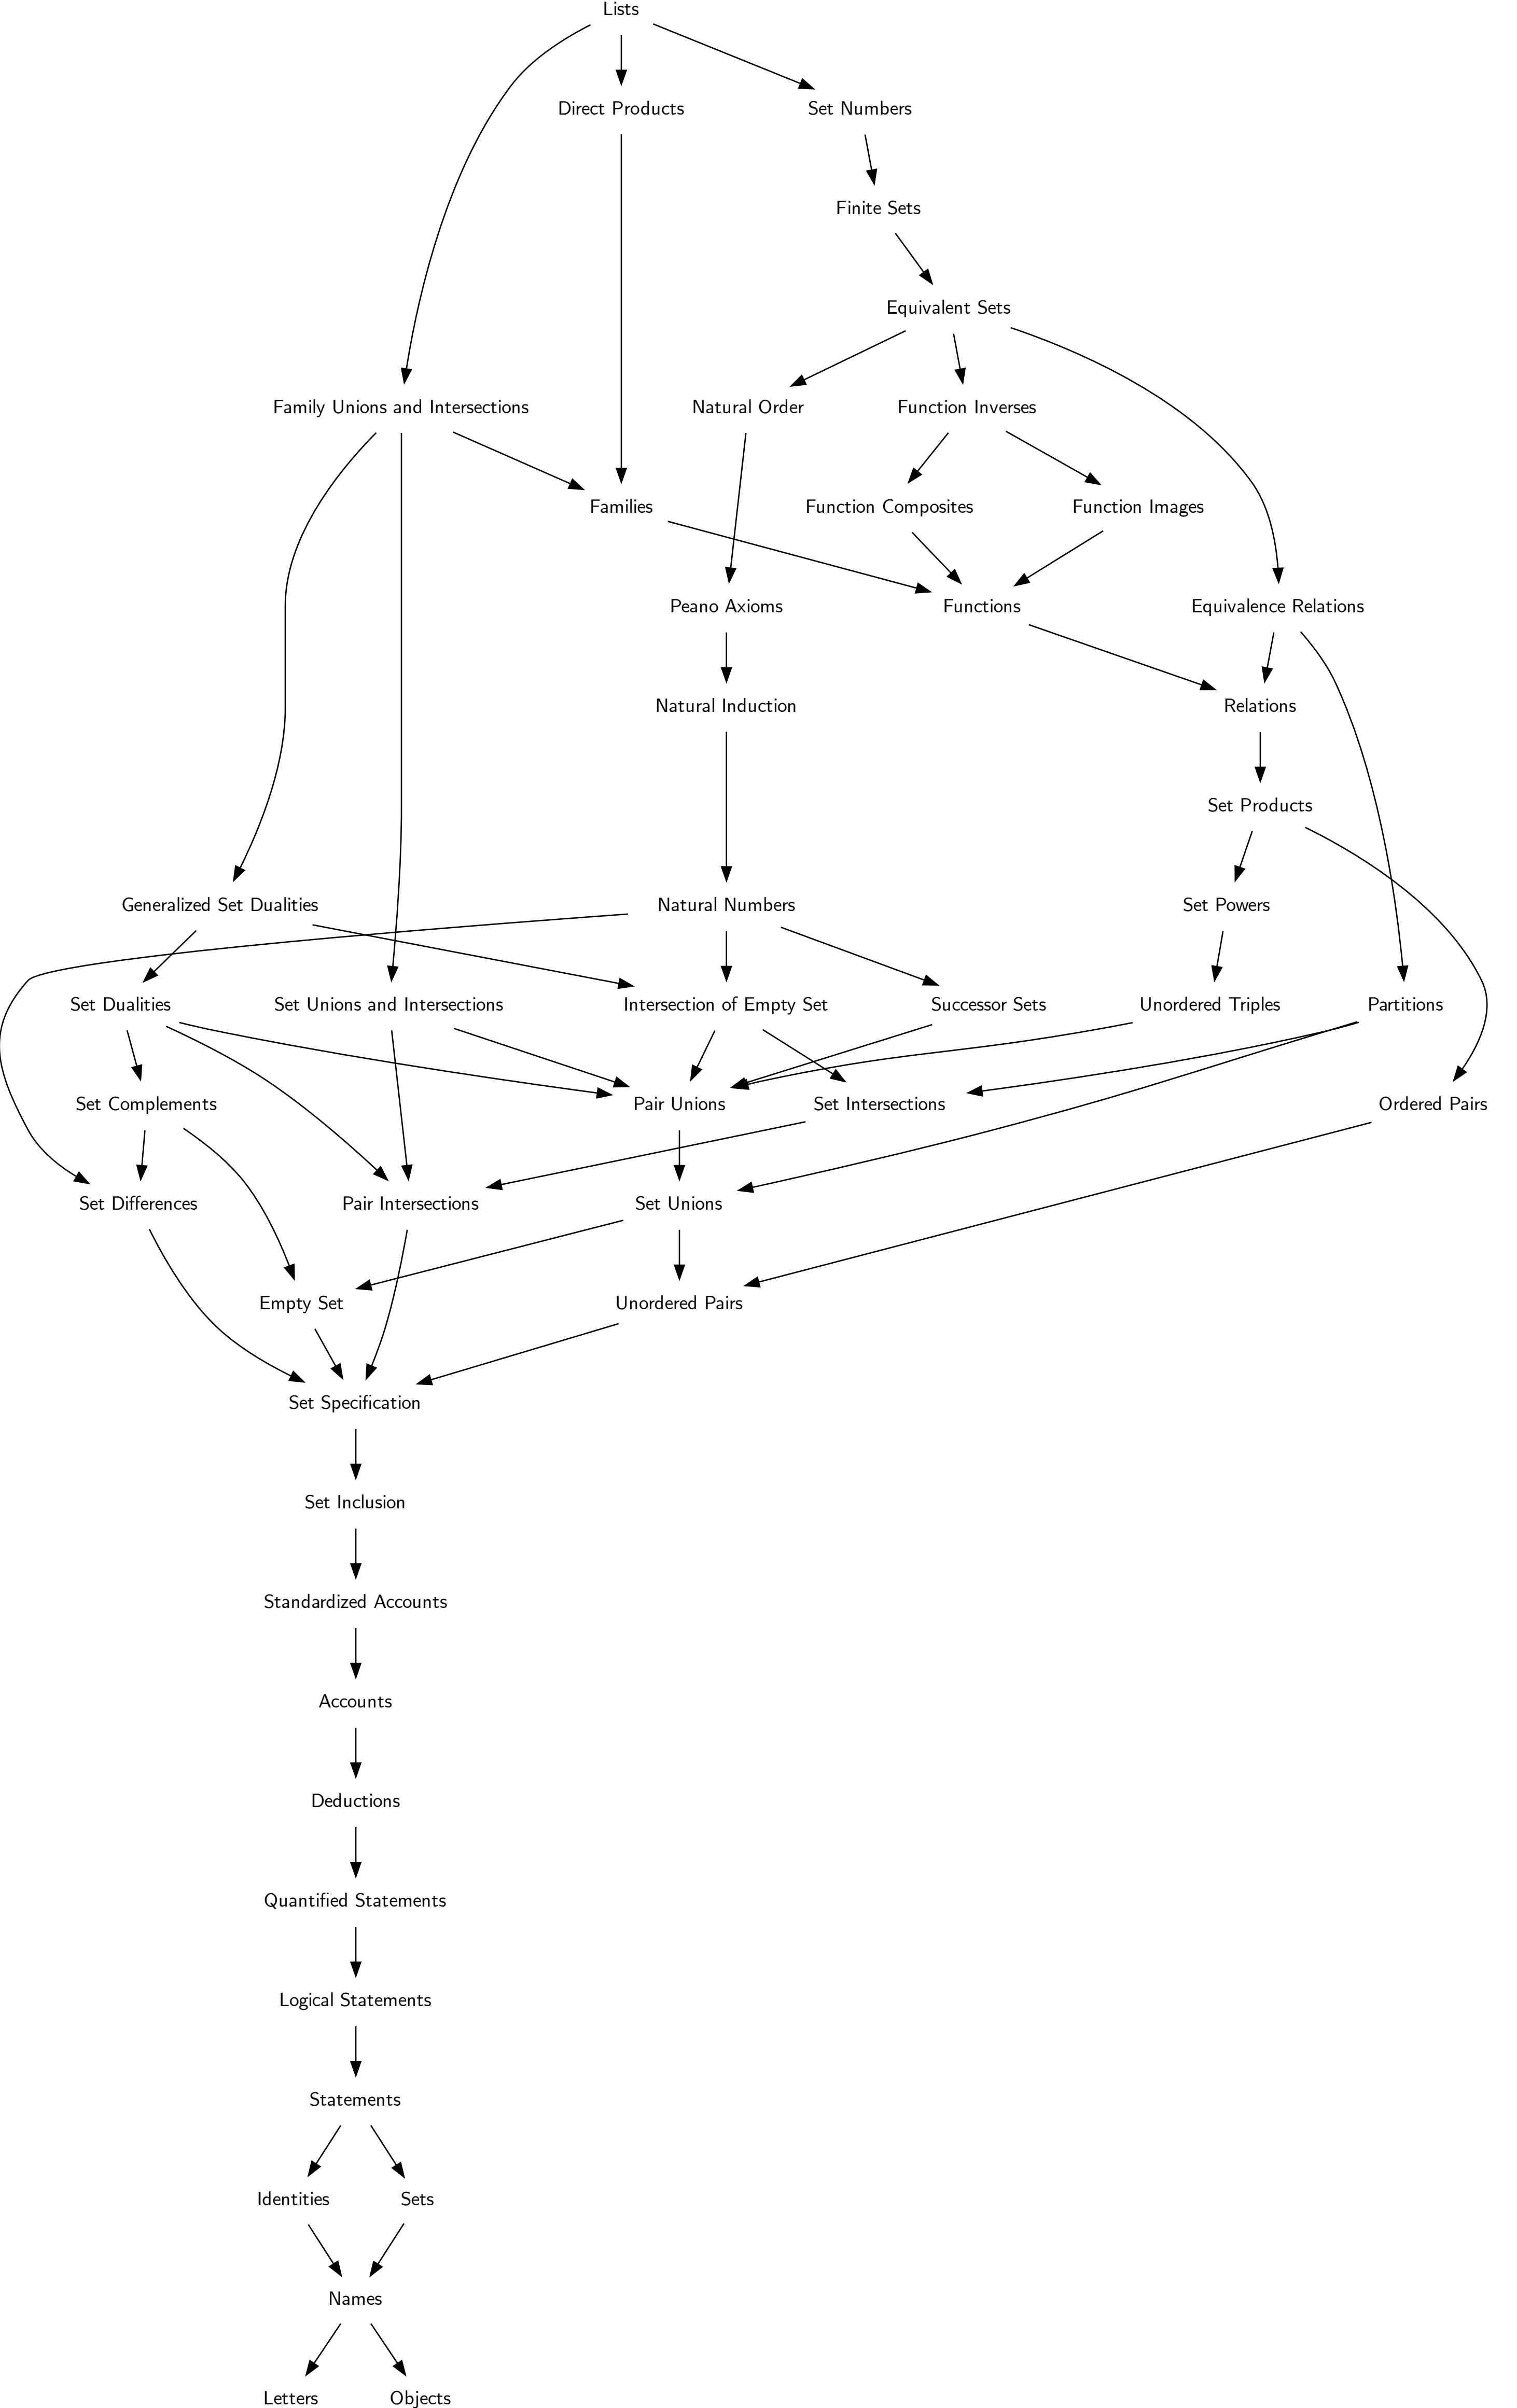 Lists
Direct Products
Set Numbers
Finite Sets
Equivalent Sets
Family Unions and Intersections
Natural Order
Function Inverses
Families
Function Composites
Function Images
Peano Axioms
Functions
Equivalence Relations
Natural Induction
Relations
Set Products
Generalized Set Dualities
Natural Numbers
Set Powers
Set Dualities
Set Unions and Intersections
Intersection of Empty Set
Successor Sets
Unordered Triples
Partitions
Set Complements
Pair Unions
Set Intersections
Ordered Pairs
Set Differences
Pair Intersections
Set Unions
Empty Set
Unordered Pairs
Set Specification
Set Inclusion
Standardized Accounts
Accounts
Deductions
Quantified Statements
Logical Statements
Statements
Identities
Sets
Names
Letters
Objects